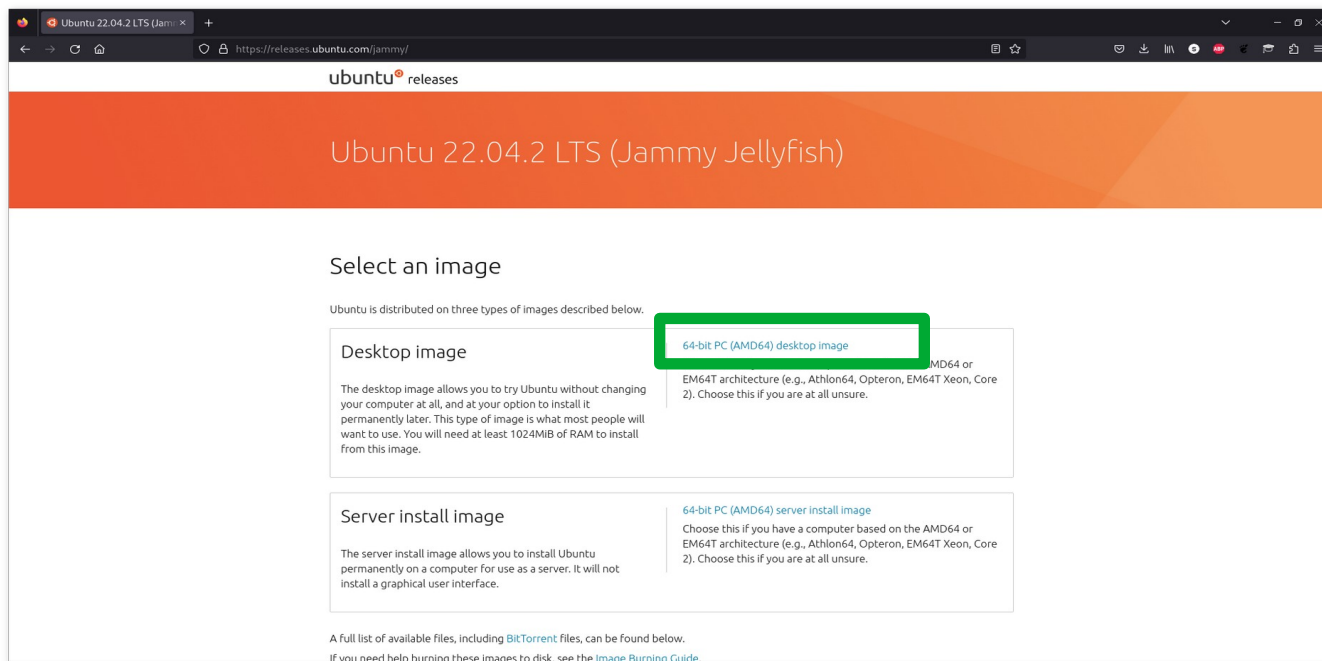 Ubuntu 22.04.2 LTS (Jam
https://releases.ubuntu.com/jammy/
ABP
ubuntu releases
Ubuntu 22.04.2 LTS (Jammy Jellyfish)
Select an image
Ubuntu is distributed on three types of images described below.
Desktop image
The desktop image allows you to try Ubuntu without changing
your computer at all, and at your option to install it
permanently later. This type of image is what most people will
want to use. You will need at least 1024MiB of RAM to install
from this image.
64-bit PC (AMD64) desktop image
MD64 or
EM64T architecture (e.g., Athlon64, Opteron, EM64T Xeon, Core
2). Choose this if you are at all unsure.
Server install image
The server install image allows you to install Ubuntu
permanently on a computer for use as a server. It will not
install a graphical user interface.
64-bit PC (AMD64) server install image
Choose this if you have a computer based on the AMD64 or
EM64T architecture (e.g., Athlon64, Opteron, EM64T Xeon, Core
2). Choose this if you are at all unsure.
A full list of available files, including BitTorrent files, can be found below.
If you need help burning these images to disk, see the Image Burning Guide.